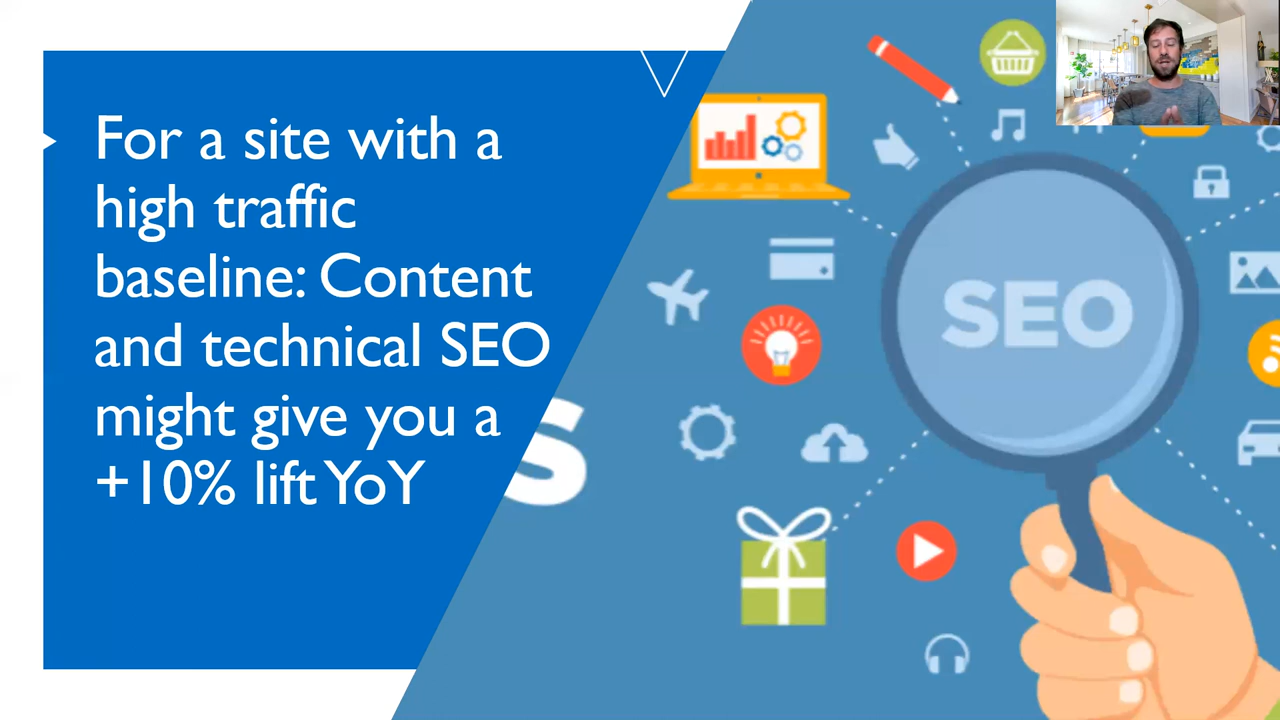 For a site with a
high traffic
baseline: Content
and technical SEO
might give you a
+10% lift YoY
s
SEO